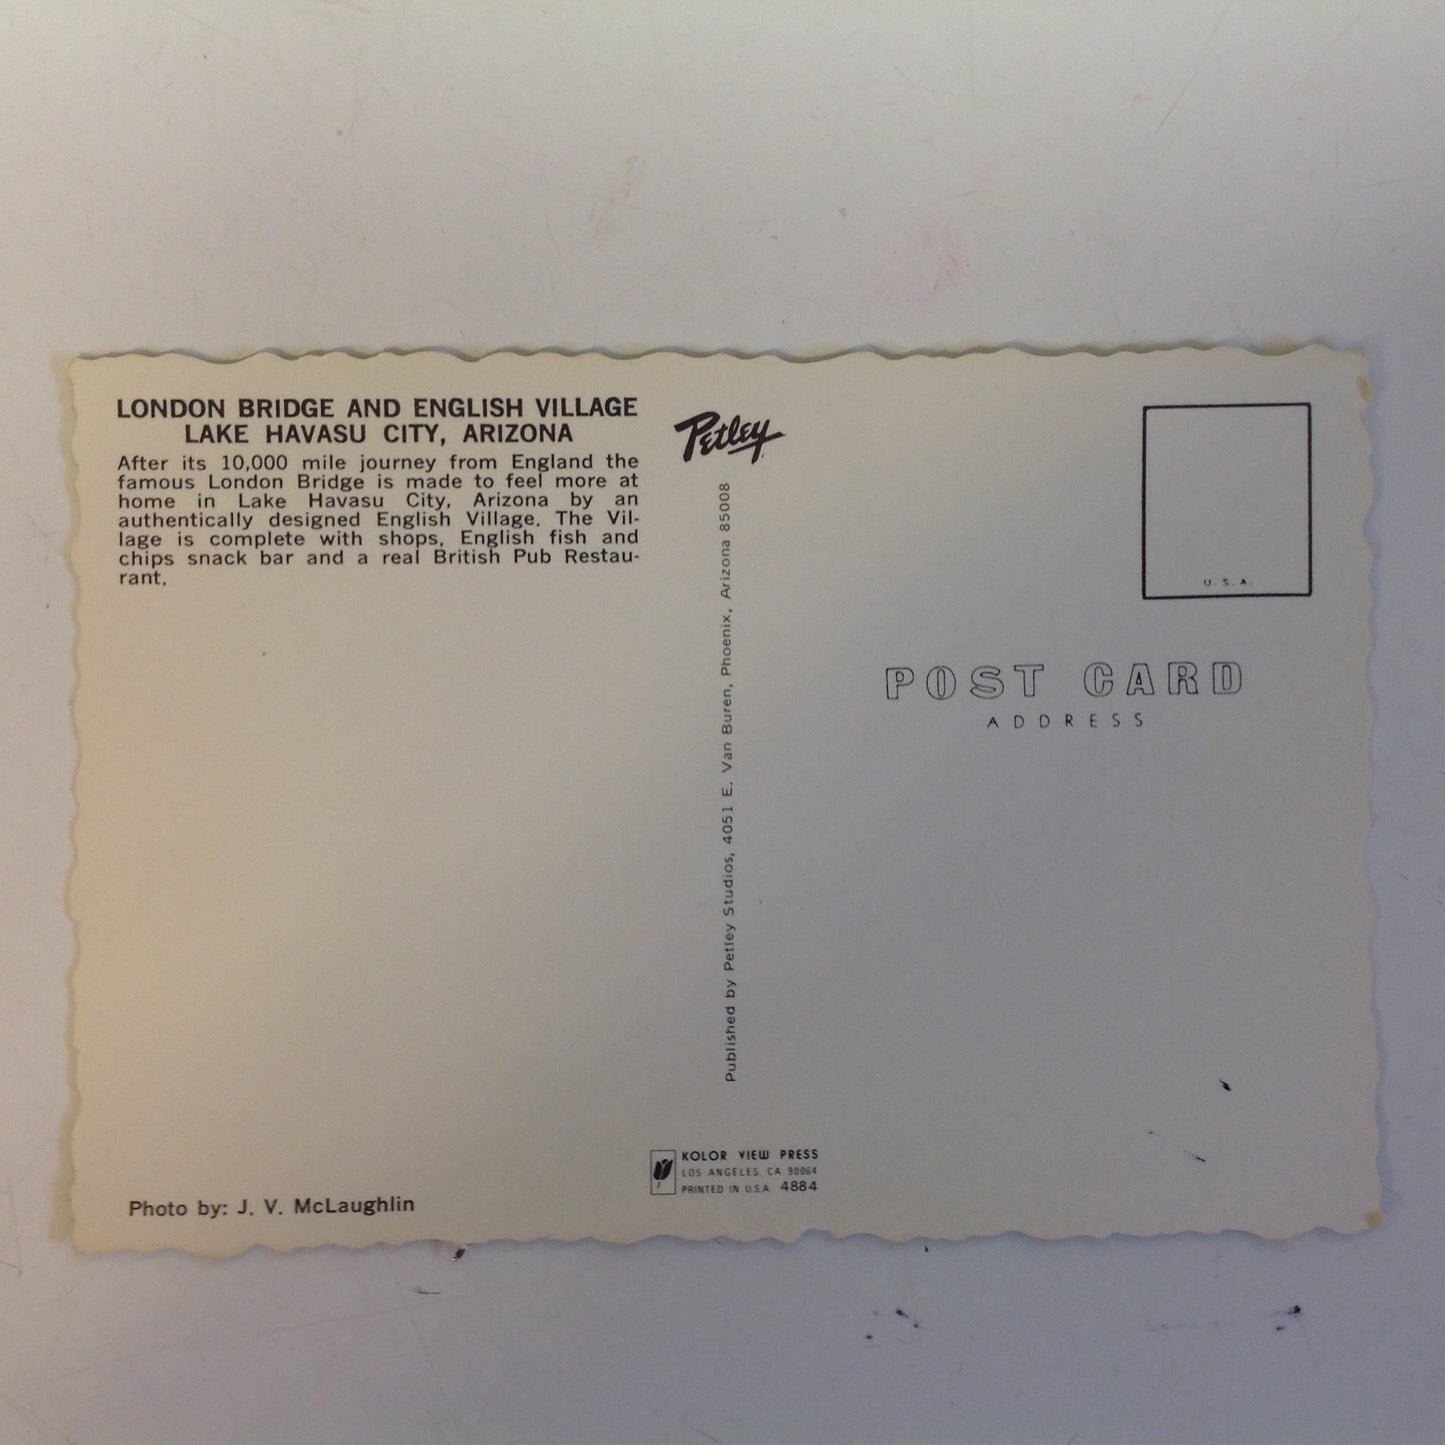 LONDON BRIDGE AND ENGLISH VILLAGE
LAKE HAVASU CITY, ARIZONA
After its 10,000 mile journey from England the
famous London Bridge is made to feel more at
home in Lake Havasu City, Arizona by an
authentically designed English Village. The Vil-
lage is complete with shops, English fish and
chips snack bar and a real British Pub Restau-
rant.
Photo by: J. V. McLaughlin
Petley
Published by Petley Studios, 4051 E. Van Buren, Phoenix, Arizona 85008
KOLOR VIEW PRESS
LOS ANGELES, CA. 90064
PRINTED IN U.S.A. 4884
U. S. A.
POST CARD
ADDRESS